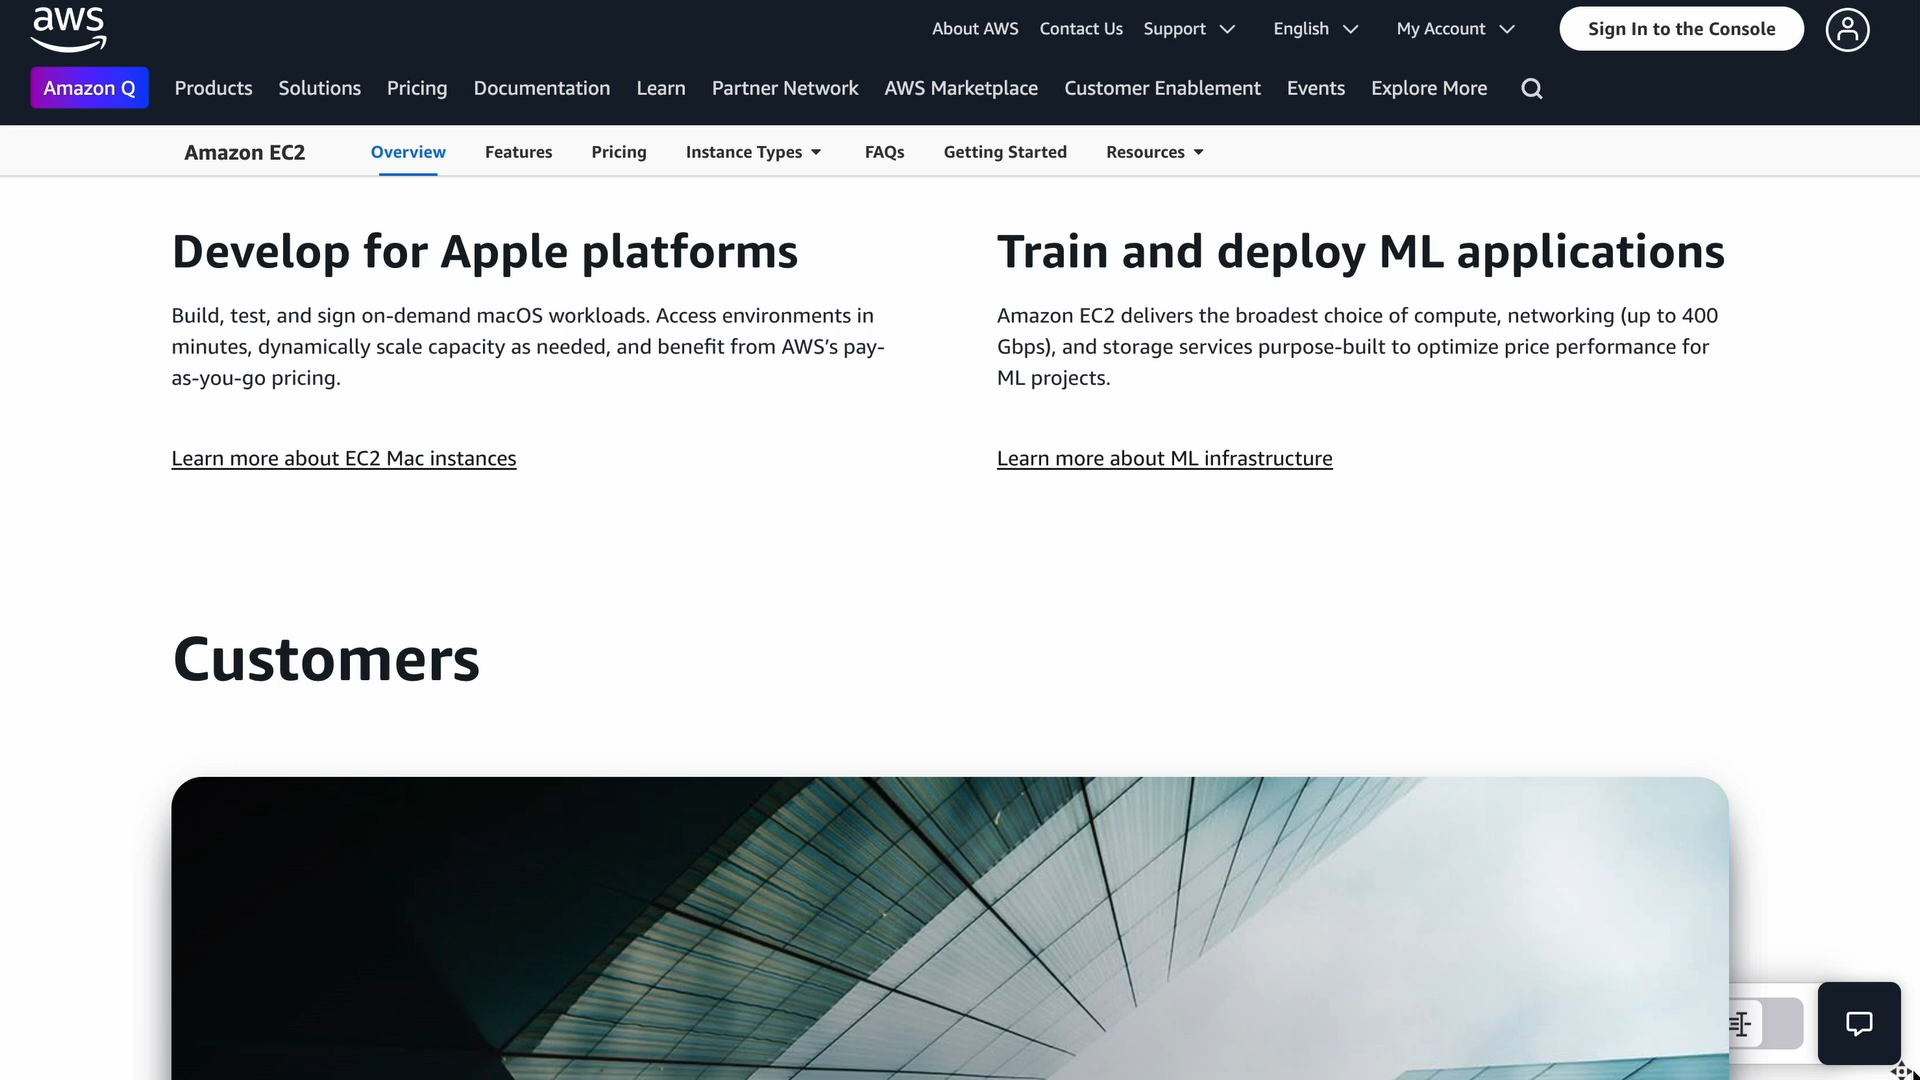 aws
About AWS Contact Us Support English My Account Sign In to the Console
Amazon Q Products Solutions Pricing Documentation Learn Partner Network AWS Marketplace Customer Enablement Events Explore More
Amazon EC2 Overview Features Pricing Instance Types FAQs Getting Started Resources
Develop for Apple platforms
Build, test, and sign on-demand macOS workloads. Access environments in
minutes, dynamically scale capacity as needed, and benefit from AWS’s pay-
as-you-go pricing.
Learn more about EC2 Mac instances
Train and deploy ML applications
Amazon EC2 delivers the broadest choice of compute, networking (up to 400
Gbps), and storage services purpose-built to optimize price performance for
ML projects.
Learn more about ML infrastructure
Customers